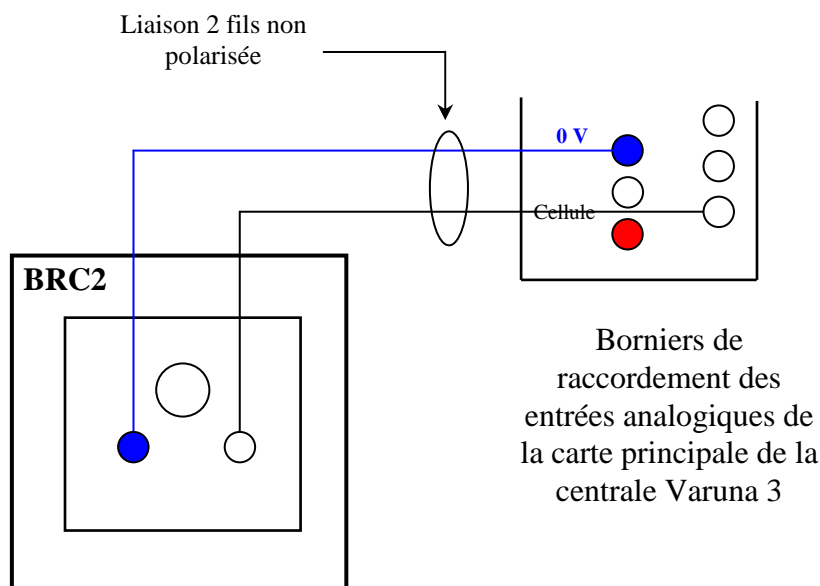 Liaison 2 fils non
polarisée
0 V
Cellule
BRC2
Borniers de
raccordement des
entrées analogiques de
la carte principale de la
centrale Varuna 3